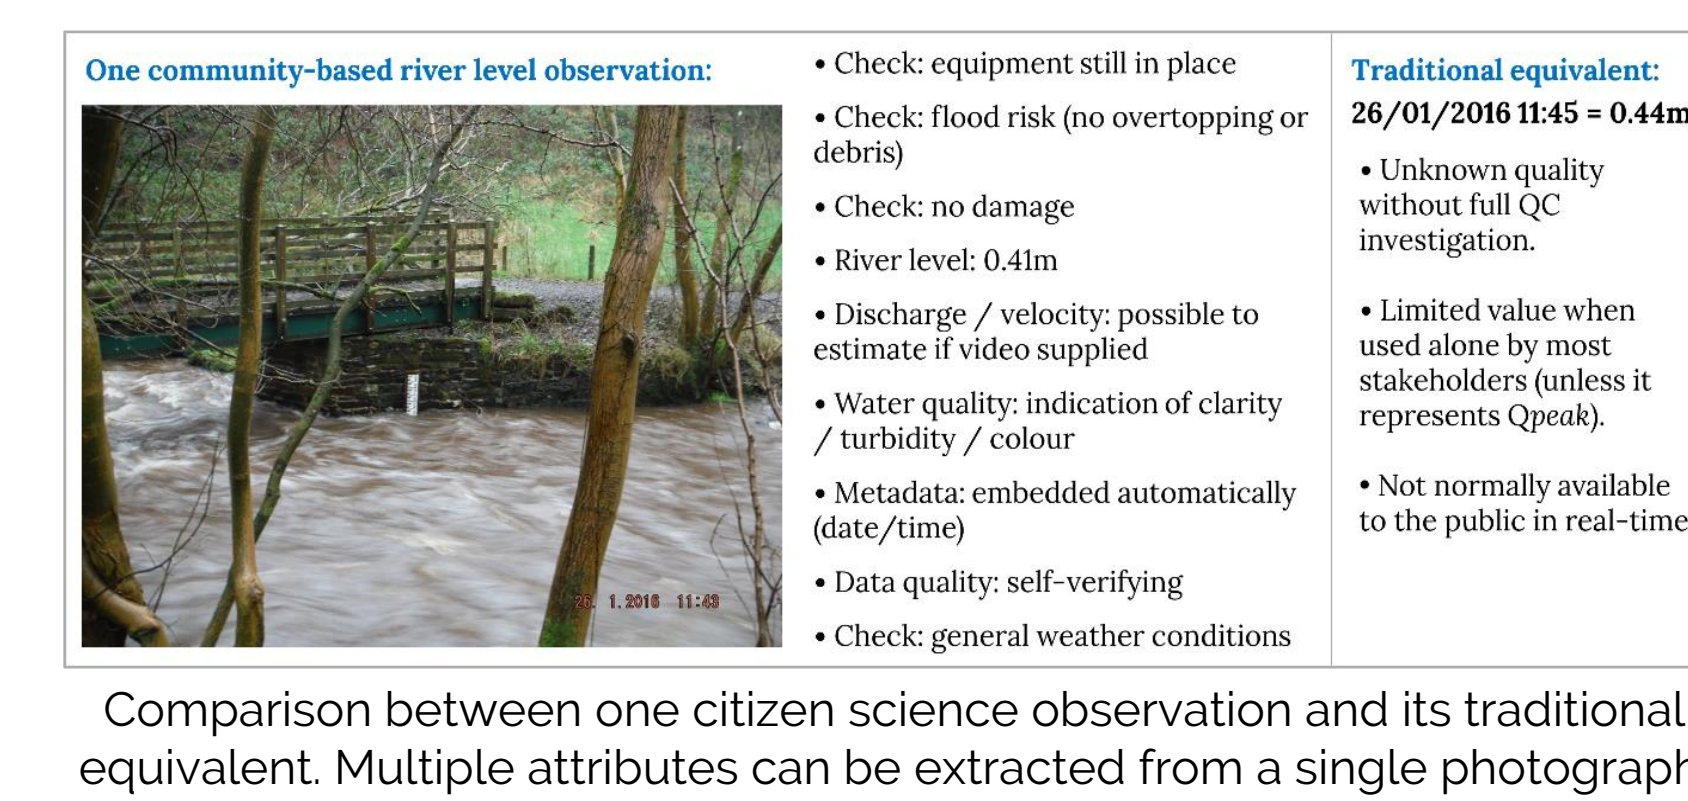 One community-based river level observation:
26. 1.2016 11:43
• Check: equipment still in place
• Check: flood risk (no overtopping or
debris)
• Check: no damage
• River level: 0.41m
• Discharge / velocity: possible to
estimate if video supplied
• Water quality: indication of clarity
/ turbidity / colour
• Metadata: embedded automatically
(date/time)
• Data quality: self-verifying
• Check: general weather conditions
Traditional equivalent:
26/01/2016 11:45 = 0.44m
• Unknown quality
without full QC
investigation.
• Limited value when
used alone by most
stakeholders (unless it
represents Qpeak).
• Not normally available
to the public in real-time
Comparison between one citizen science observation and its traditional
equivalent. Multiple attributes can be extracted from a single photograph